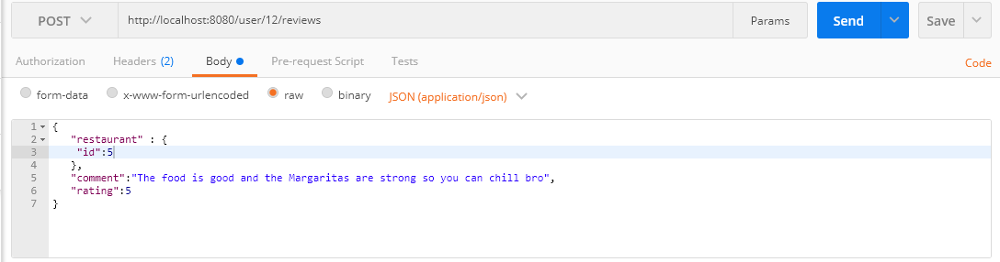 POST http://localhost:8080/user/12/reviews Params Send Save
Authorization Headers (2) Body Pre-request Script Tests Code
form-data x-www-form-urlencoded raw binary JSON (application/json)
1 {
2 "restaurant" : {
3 "id":5
4 },
5 "comment":"The food is good and the Margaritas are strong so you can chill bro",
6 "rating":5
7 }